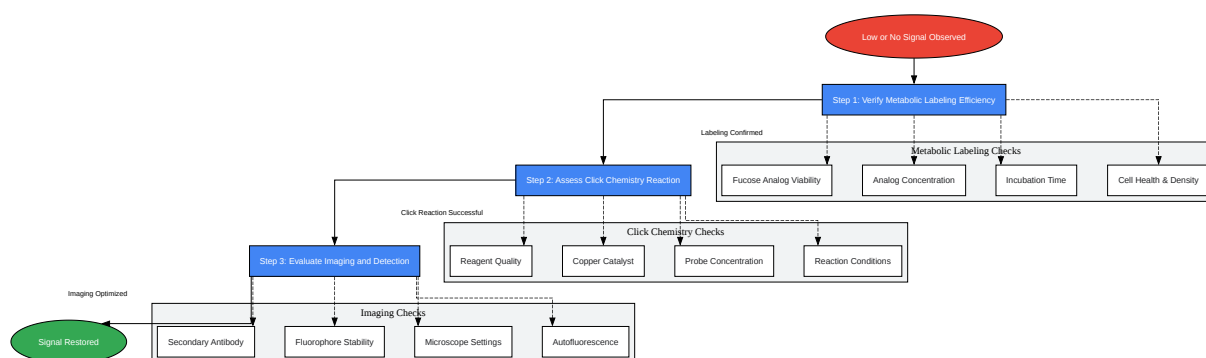 Low or No Signal Observed
Step 1: Verify Metabolic Labeling Efficiency
Labeling Confirmed
Metabolic Labeling Checks
Fucose Analog Viability
Analog Concentration
Incubation Time
Cell Health & Density
Step 2: Assess Click Chemistry Reaction
Click Reaction Successful
Click Chemistry Checks
Reagent Quality
Copper Catalyst
Probe Concentration
Reaction Conditions
Step 3: Evaluate Imaging and Detection
Imaging Optimized
Imaging Checks
Signal Restored
Secondary Antibody
Fluorophore Stability
Microscope Settings
Autofluorescence